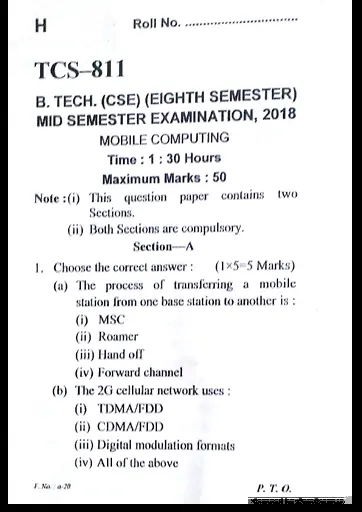 H Roll No. ..............................
TCS–811
B. TECH. (CSE) (EIGHTH SEMESTER)
MID SEMESTER EXAMINATION, 2018
MOBILE COMPUTING
Time : 1 : 30 Hours
Maximum Marks : 50
Note :(i) This question paper contains two
Sections.
(ii) Both Sections are compulsory.
Section—A
1. Choose the correct answer : (1×5=5 Marks)
(a) The process of transferring a mobile
station from one base station to another is :
(i) MSC
(ii) Roamer
(iii) Hand off
(iv) Forward channel
(b) The 2G cellular network uses :
(i) TDMA/FDD
(ii) CDMA/FDD
(iii) Digital modulation formats
(iv) All of the above
F. No. a-20 P. T. O.